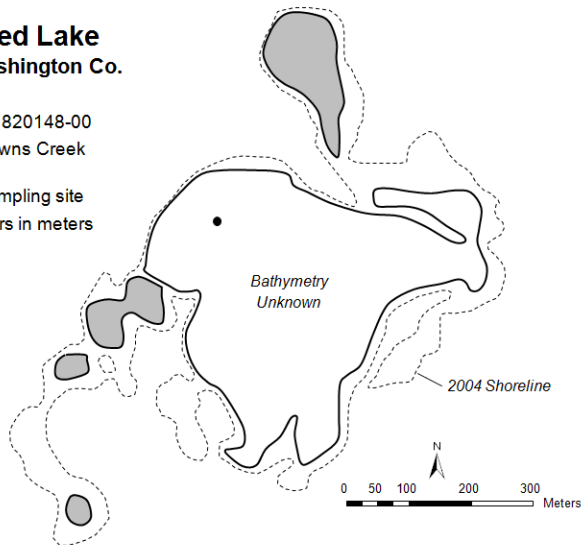 ed Lake
shington Co.
820148-00
wns Creek
mpling site
rs in meters
Bathymetry
Unknown
2004 Shoreline
N
0 50 100 200 300
Meters